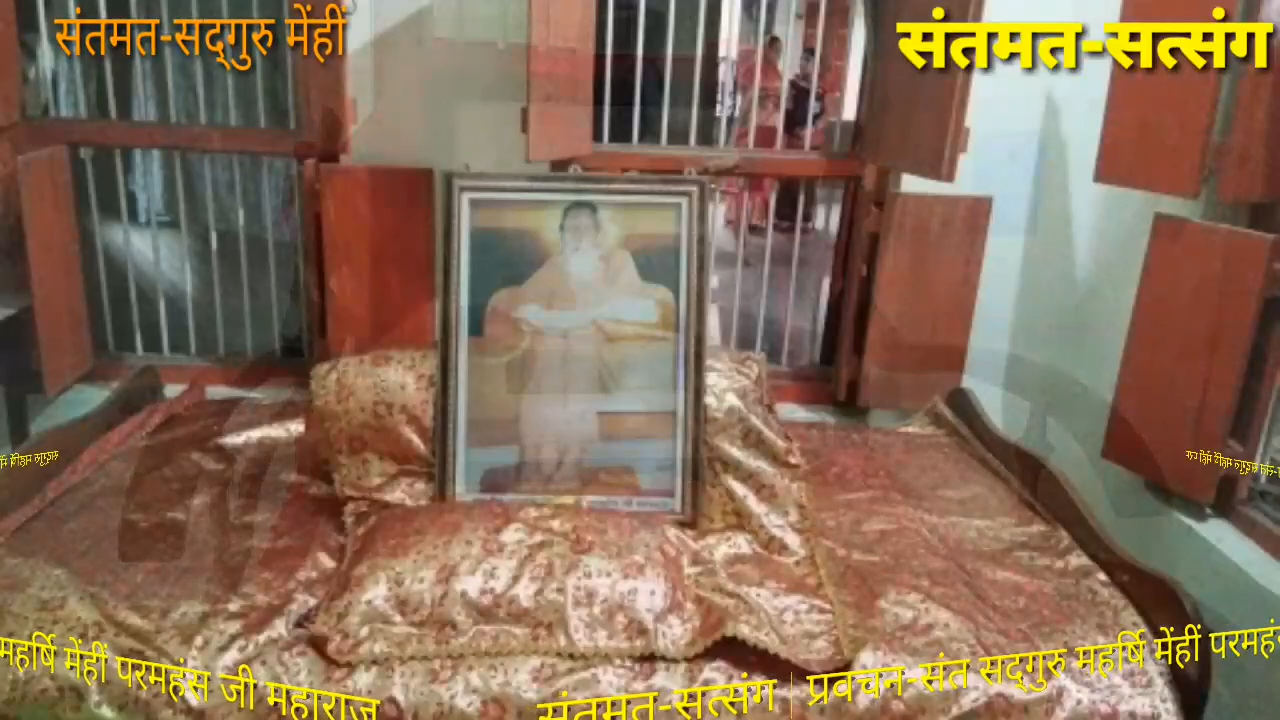 संतमत-सद्गुरु मेंहीं
संतमत-सत्संग
महर्षि मेंहीं परमहंस जी महाराज
संतमत-सत्संग | प्रवचन-संत सद्गुरु महर्षि मेंहीं परमहं